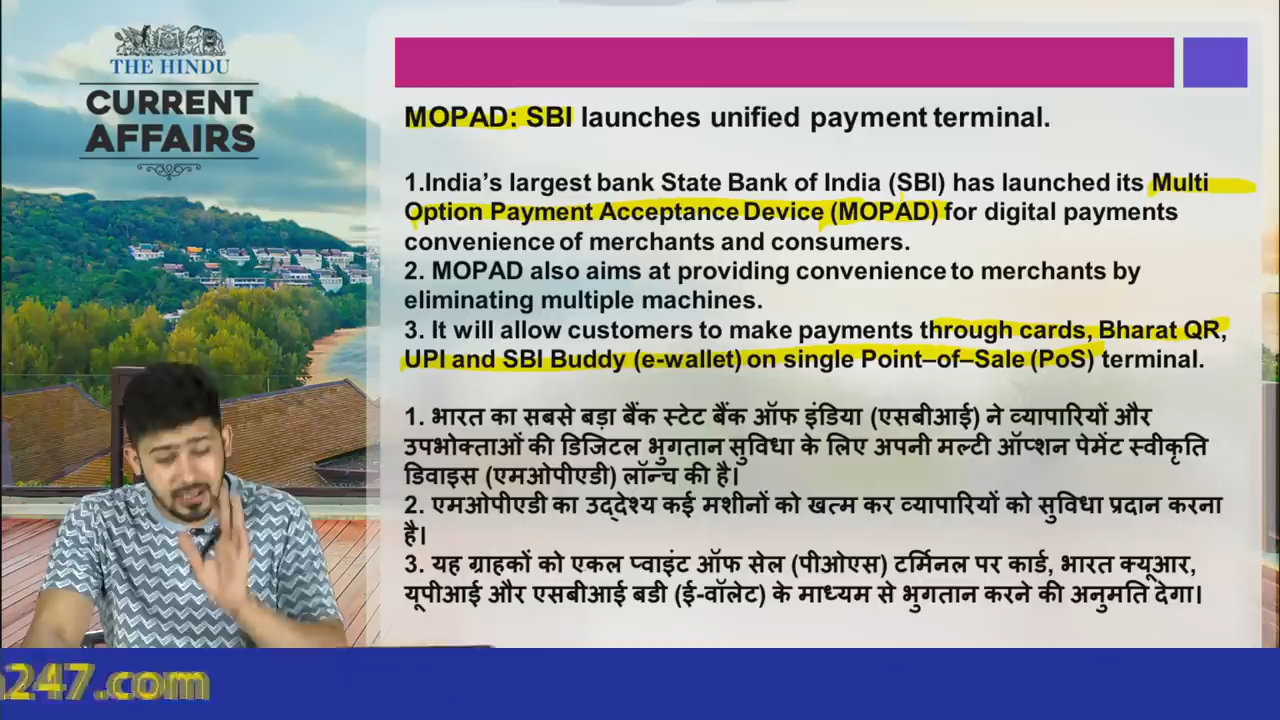 THE HINDU
CURRENT
AFFAIRS
MOPAD: SBI launches unified payment terminal.
1.India’s largest bank State Bank of India (SBI) has launched its Multi
Option Payment Acceptance Device (MOPAD) for digital payments
convenience of merchants and consumers.
2. MOPAD also aims at providing convenience to merchants by
eliminating multiple machines.
3. It will allow customers to make payments through cards, Bharat QR,
UPI and SBI Buddy (e-wallet) on single Point–of–Sale (PoS) terminal.
1. भारत का सबसे बड़ा बैंक स्टेट बैंक ऑफ इंडिया (एसबीआई) ने व्यापारियों और
उपभोक्ताओं की डिजिटल भुगतान सुविधा के लिए अपनी मल्टी ऑप्शन पेमेंट स्वीकृति
डिवाइस (एमओपीएडी) लॉन्च की है।
2. एमओपीएडी का उद्देश्य कई मशीनों को खत्म कर व्यापारियों को सुविधा प्रदान करना
है।
3. यह ग्राहकों को एकल प्वाइंट ऑफ सेल (पीओएस) टर्मिनल पर कार्ड, भारत क्यूआर,
यूपीआई और एसबीआई बडी (ई-वॉलेट) के माध्यम से भुगतान करने की अनुमति देगा।
247.com